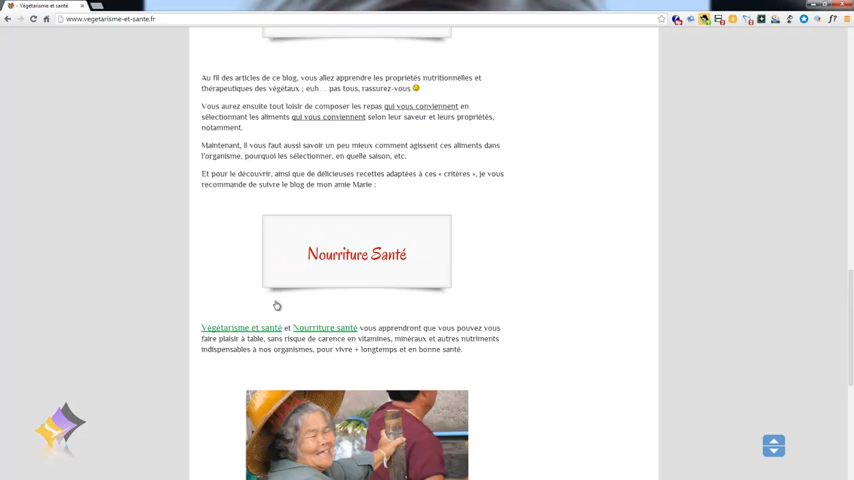 Végétarisme et santé
www.vegetarisme-et-sante.fr
Au fil des articles de ce blog, vous allez apprendre les propriétés nutritionnelles et
thérapeutiques des végétaux ; euh… pas tous, rassurez-vous
Vous aurez ensuite tout loisir de composer les repas qui vous conviennent en
sélectionnant les aliments qui vous conviennent selon leur saveur et leurs propriétés,
notamment.
Maintenant, il vous faut aussi savoir un peu mieux comment agissent ces aliments dans
l'organisme, pourquoi les sélectionner, en quelle saison, etc.
Et pour le découvrir, ainsi que de délicieuses recettes adaptées à ces « critères », je vous
recommande de suivre le blog de mon amie Marie :
Nourriture Santé
Végétarisme et santé et Nourriture santé vous apprendront que vous pouvez vous
faire plaisir à table, sans risque de carence en vitamines, minéraux et autres nutriments
indispensables à nos organismes, pour vivre + longtemps et en bonne santé.